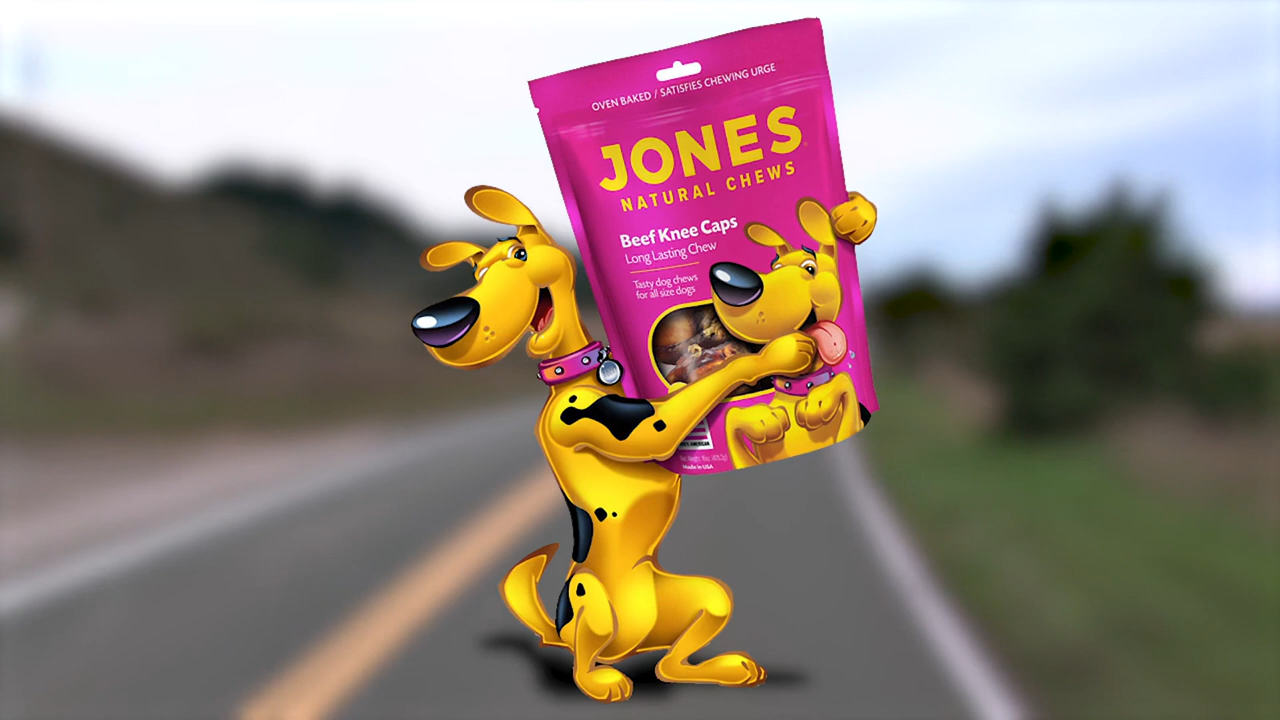 OVEN BAKED / SATISFIES CHEWING URGE
JONES
NATURAL CHEWS
Beef Knee Caps
Long Lasting Chew
Tasty dog chews
for all size dogs
Made in USA